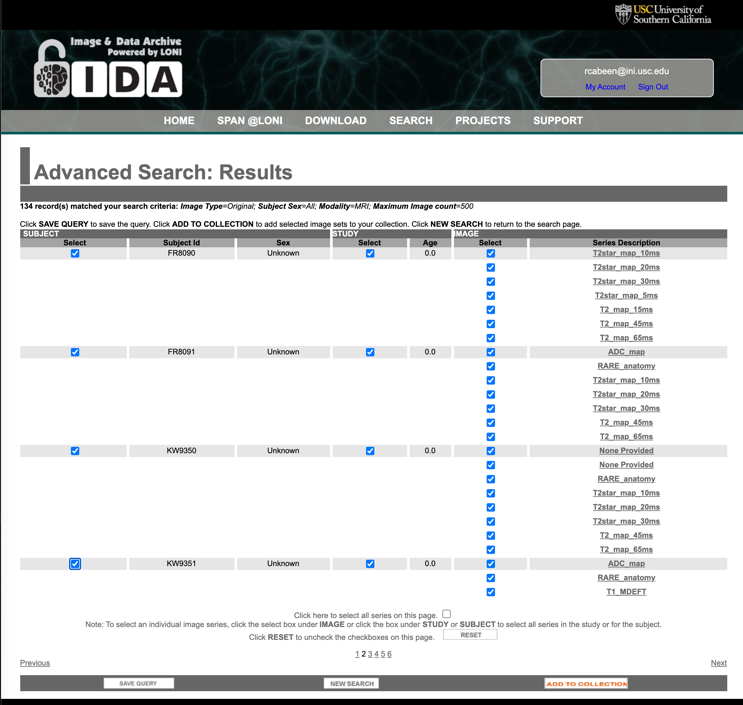 USC University of
Southern California
Image & Data Archive
Powered by LONI
IDA
rcabeen@ini.usc.edu
My Account Sign Out
HOME SPAN @LONI DOWNLOAD SEARCH PROJECTS SUPPORT
Advanced Search: Results
134 record(s) matched your search criteria: Image Type=Original; Subject Sex=All; Modality=MRI; Maximum Image count=500
Click SAVE QUERY to save the query. Click ADD TO COLLECTION to add selected image sets to your collection. Click NEW SEARCH to return to the search page.
SUBJECT STUDY IMAGE
Select Subject Id Sex Select Age Select Series Description
FR8090 Unknown 0.0 T2star_map_10ms
T2star_map_20ms
T2star_map_30ms
T2star_map_5ms
T2_map_15ms
T2_map_45ms
T2_map_65ms
FR8091 Unknown 0.0 ADC_map
RARE_anatomy
T2star_map_10ms
T2star_map_20ms
T2star_map_30ms
T2_map_45ms
T2_map_65ms
KW9350 Unknown 0.0 None Provided
None Provided
RARE_anatomy
T2star_map_10ms
T2star_map_20ms
T2star_map_30ms
T2_map_45ms
T2_map_65ms
KW9351 Unknown 0.0 ADC_map
RARE_anatomy
T1_MDEFT
Click here to select all series on this page.
Note: To select an individual image series, click the select box under IMAGE or click the box under STUDY or SUBJECT to select all series in the study or for the subject.
Click RESET to uncheck the checkboxes on this page. RESET
1 2 3 4 5 6
Previous Next
SAVE QUERY NEW SEARCH ADD TO COLLECTION